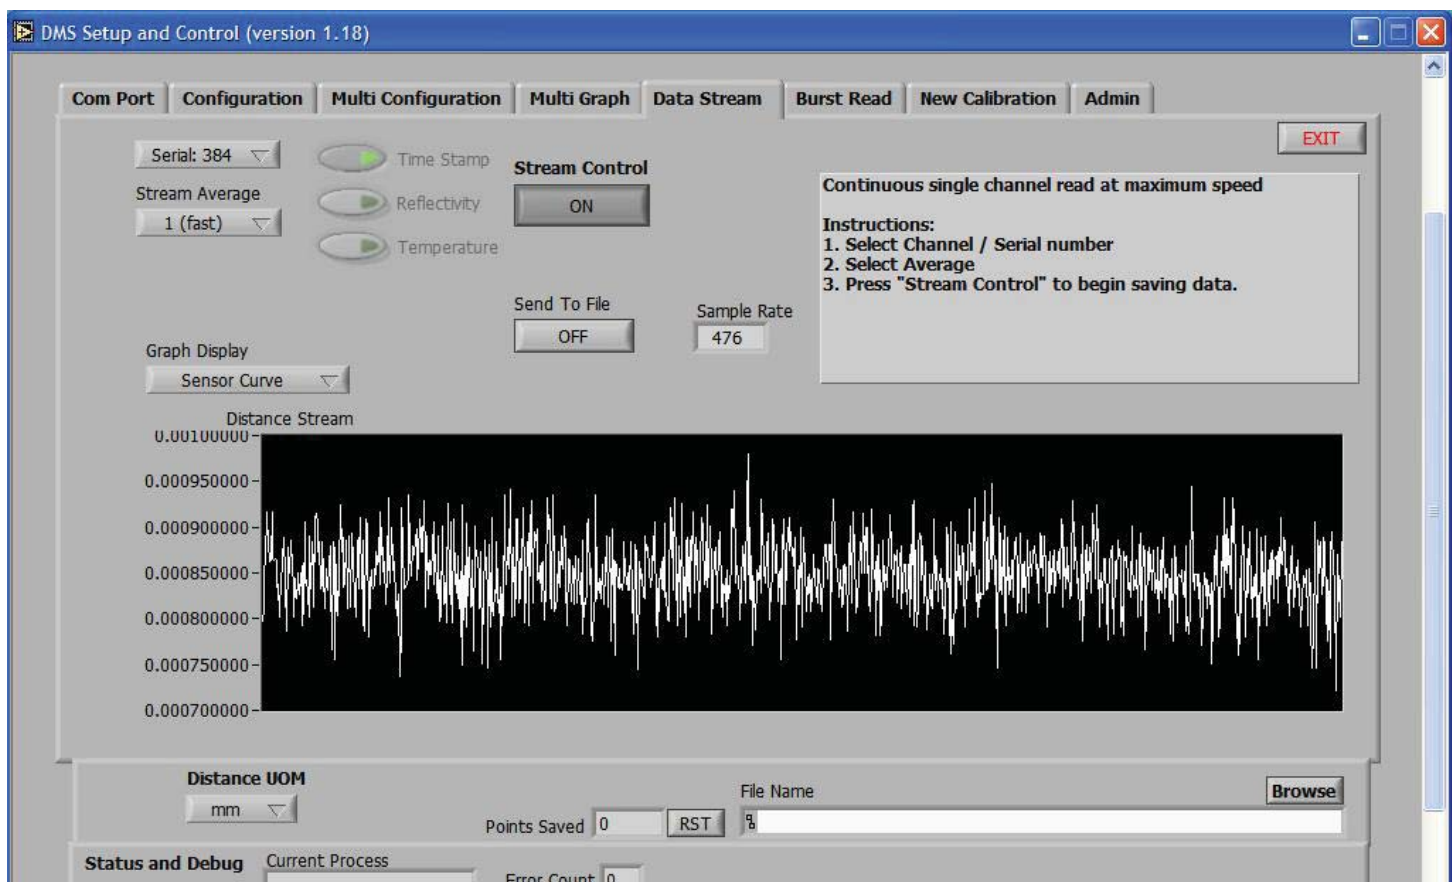 DMS Setup and Control (version 1.18)
Com Port Configuration Multi Configuration Multi Graph Data Stream Burst Read New Calibration Admin
EXIT
Serial: 384
Stream Average
1 (fast)
Time Stamp
Reflectivity
Temperature
Stream Control
ON
Continuous single channel read at maximum speed
Instructions:
1. Select Channel / Serial number
2. Select Average
3. Press "Stream Control" to begin saving data.
Send To File
OFF
Sample Rate
476
Graph Display
Sensor Curve
Distance Stream
0.00100000
0.000950000
0.000900000
0.000850000
0.000800000
0.000750000
0.000700000
Distance UOM
mm
Points Saved 0 RST
File Name
Browse
Status and Debug
Current Process
Error Count 0